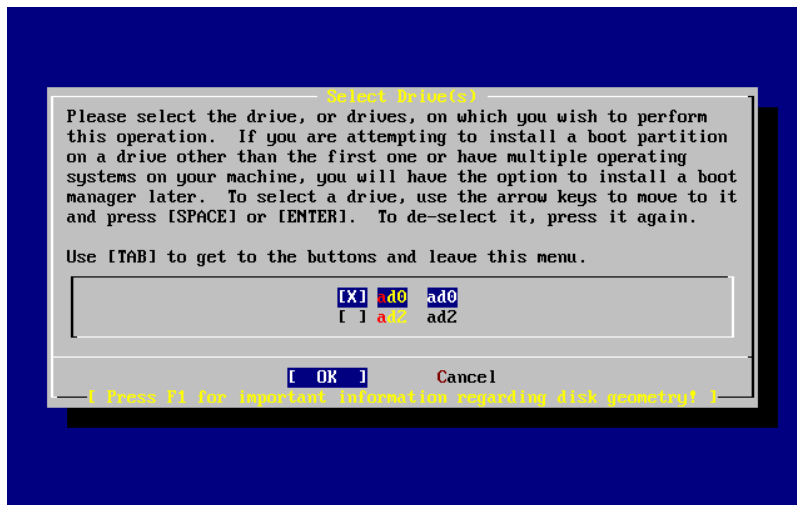 Select Drive(s)
Please select the drive, or drives, on which you wish to perform
this operation.  If you are attempting to install a boot partition
on a drive other than the first one or have multiple operating
systems on your machine, you will have the option to install a boot
manager later.  To select a drive, use the arrow keys to move to it
and press [SPACE] or [ENTER].  To de-select it, press it again.
Use [TAB] to get to the buttons and leave this menu.
[X] ad0  ad0
[ ] ad2  ad2
[  OK  ]  Cancel
[ Press F1 for important information regarding disk geometry! ]